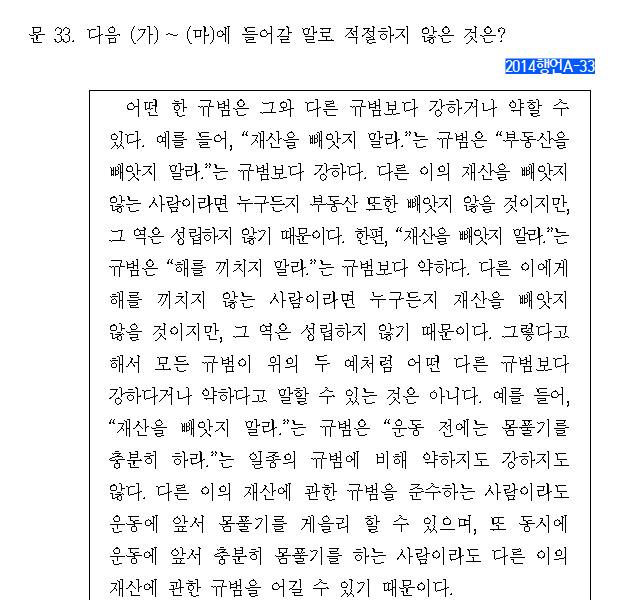 문 33. 다음 (가) ~ (마)에 들어갈 말로 적절하지 않은 것은?
2014행언A-33
어떤 한 규범은 그와 다른 규범보다 강하거나 약할 수
있다. 예를 들어, “재산을 빼앗지 말라.”는 규범은 “부동산을
빼앗지 말라.”는 규범보다 강하다. 다른 이의 재산을 빼앗지
않는 사람이라면 누구든지 부동산 또한 빼앗지 않을 것이지만,
그 역은 성립하지 않기 때문이다. 한편, “재산을 빼앗지 말라.”는
규범은 “해를 끼치지 말라.”는 규범보다 약하다. 다른 이에게
해를 끼치지 않는 사람이라면 누구든지 재산을 빼앗지
않을 것이지만, 그 역은 성립하지 않기 때문이다. 그렇다고
해서 모든 규범이 위의 두 예처럼 어떤 다른 규범보다
강하다거나 약하다고 말할 수 있는 것은 아니다. 예를 들어,
“재산을 빼앗지 말라.”는 규범은 “운동 전에는 몸풀기를
충분히 하라.”는 일종의 규범에 비해 약하지도 강하지도
않다. 다른 이의 재산에 관한 규범을 준수하는 사람이라도
운동에 앞서 몸풀기를 게을리 할 수 있으며, 또 동시에
운동에 앞서 충분히 몸풀기를 하는 사람이라도 다른 이의
재산에 관한 규범을 어길 수 있기 때문이다.